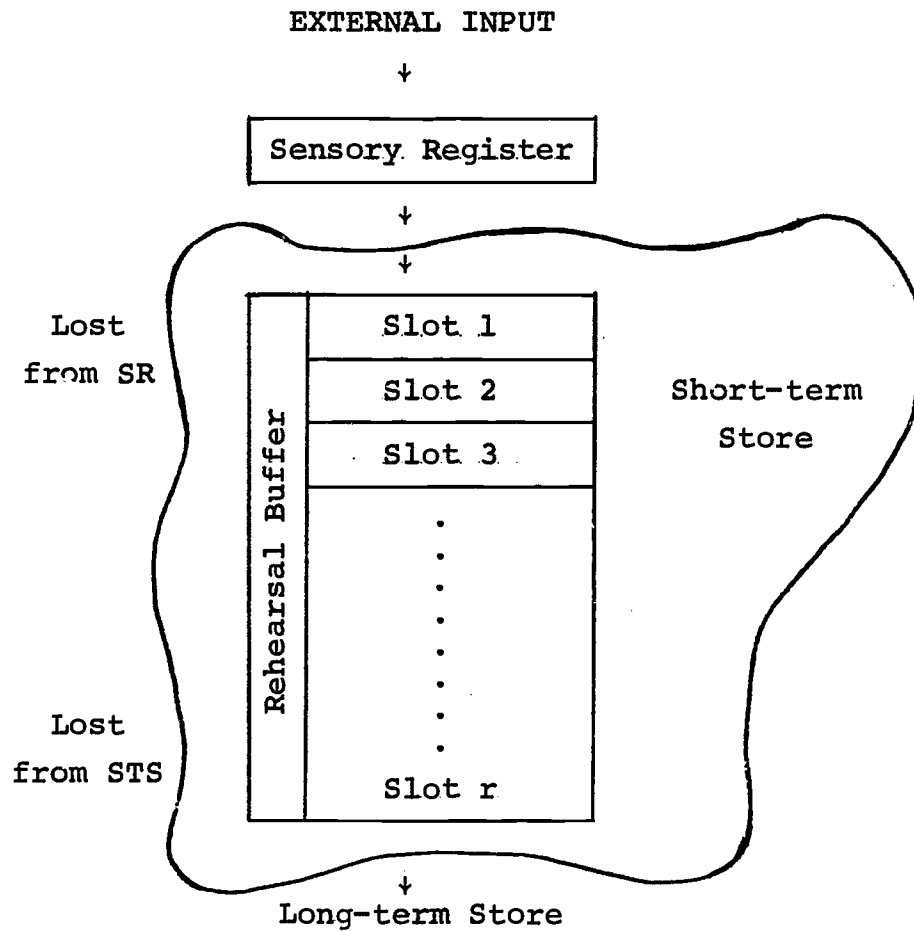 EXTERNAL INPUT
↓
Sensory Register
↓
↓
Lost
from SR
Rehearsal Buffer
Slot 1
Slot 2
Slot 3
Short-term
Store
.
.
.
.
.
.
.
.
Lost
from STS
Slot r
↓
Long-term Store